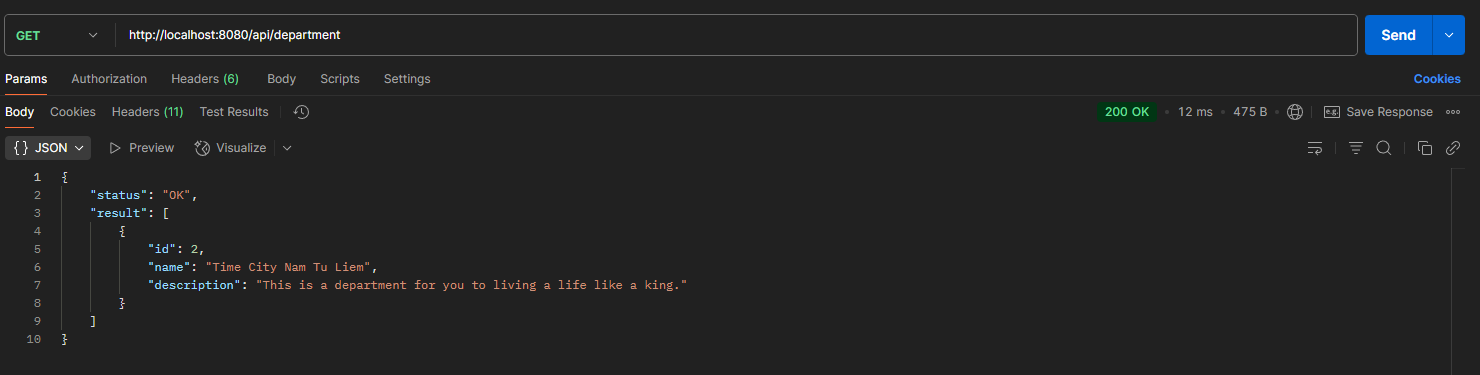 GET http://localhost:8080/api/department Send
Params Authorization Headers (6) Body Scripts Settings Cookies
Body Cookies Headers (11) Test Results 200 OK • 12 ms • 475 B • e.g. Save Response
{} JSON Preview Visualize
1 {
2 "status": "OK",
3 "result": [
4 {
5 "id": 2,
6 "name": "Time City Nam Tu Liem",
7 "description": "This is a department for you to living a life like a king."
8 }
9 ]
10 }